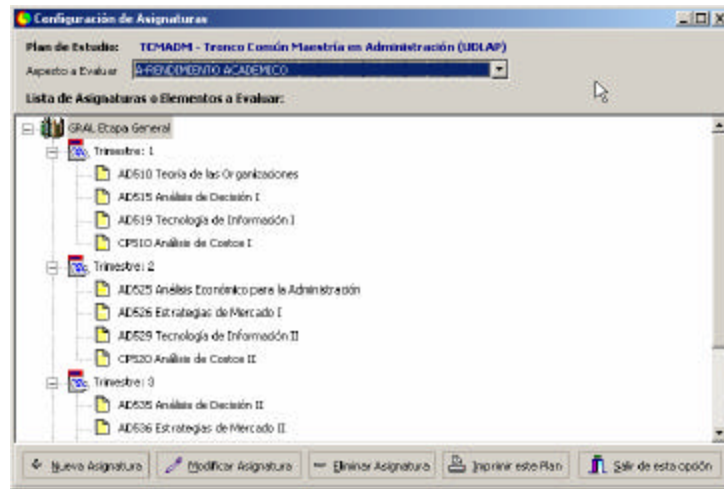 Configuración de Asignaturas
Plan de Estudio: TCMADM - Tronco Común Maestría en Administración (UDLAP)
Aspecto a Evaluar A-RENDIMIENTO ACADEMICO
Lista de Asignaturas o Elementos a Evaluar:
GRAL Etapa General
Trimestre: 1
AD510 Teoría de las Organizaciones
AD515 Análisis de Decisión I
AD519 Tecnología de Información I
CP510 Análisis de Costos I
Trimestre: 2
AD525 Análisis Económico para la Administración
AD526 Estrategias de Mercado I
AD529 Tecnología de Información II
CP520 Análisis de Costos II
Trimestre: 3
AD535 Análisis de Decisión II
AD536 Estrategias de Mercado II
Nueva Asignatura Modificar Asignatura Eliminar Asignatura Imprimir este Plan Salir de esta opción